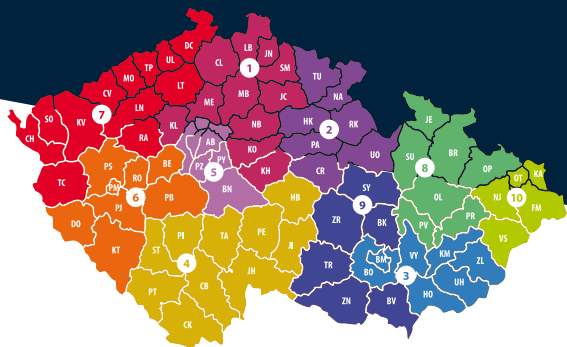 DC
LB
JN
UL
CL
1
SM
TP
MO
LT
TU
CV
MB
JC
NA
ME
SO
KV
7
LN
HK
2
RK
CH
KL
NB
JE
RA
AB
KO
PA
UO
SU
BR
PS
BE
PZ
PY
5
KH
CR
8
OP
KA
TC
RO
PM
BN
SY
OT
6
PB
HB
OL
NJ
10
FM
PJ
9
DO
ZR
BK
PR
PV
KT
ST
PI
TA
PE
JI
VS
4
TR
BM
VY
KM
ZL
BO
3
JH
UH
PT
CB
ZN
BV
HO
CK